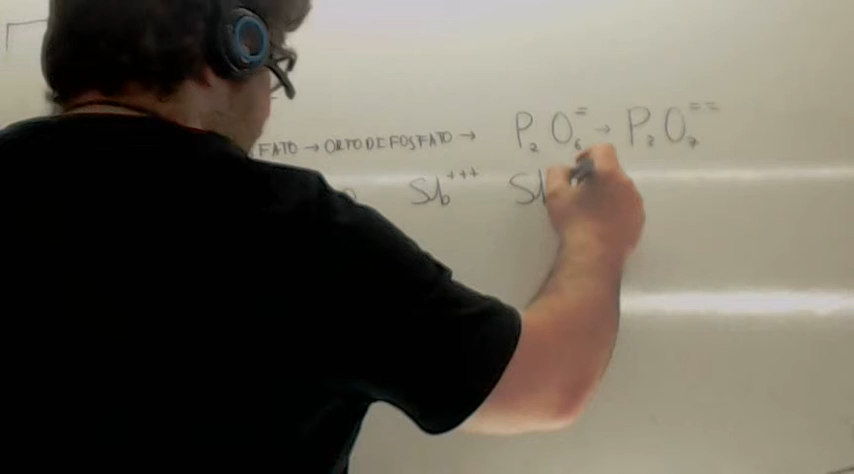 FATO → ORTODIFOSFATO → P₂O₆⁼ → P₂O₇⁼⁼
Sb⁺⁺⁺ Sb